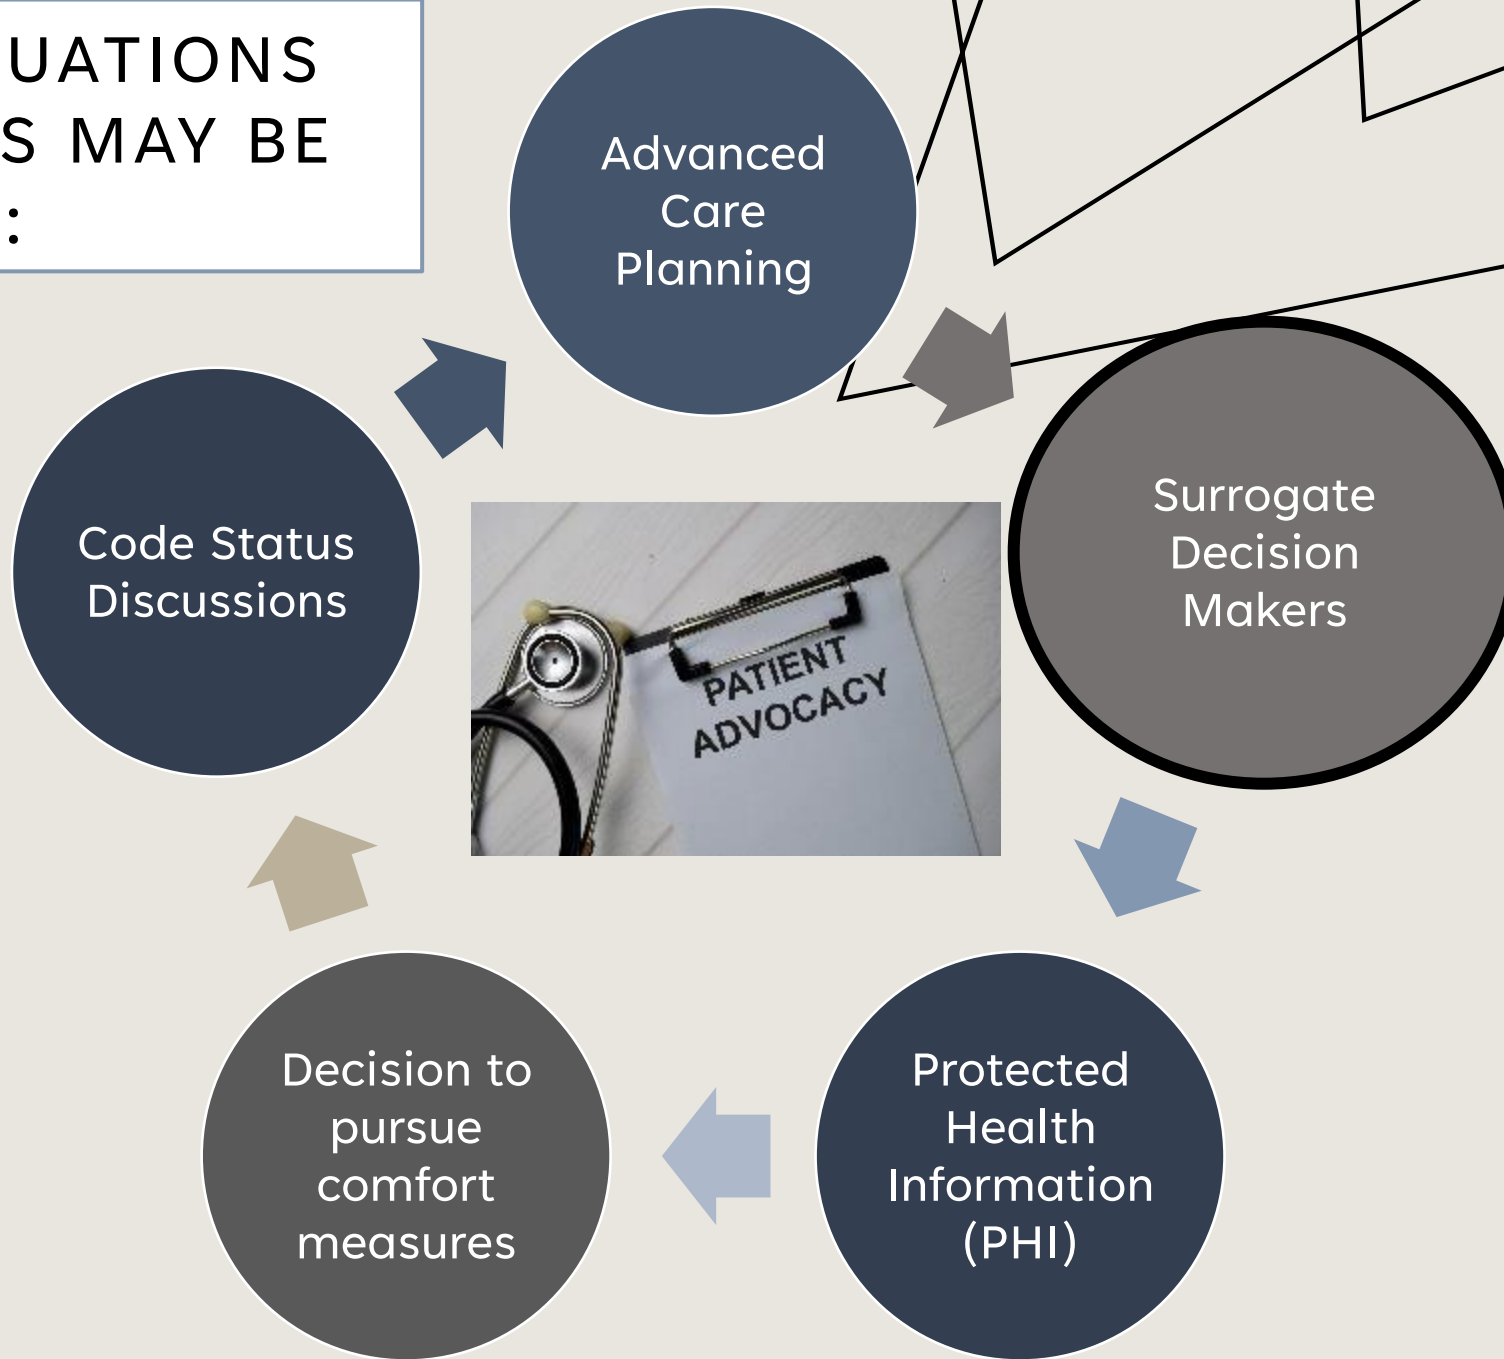 UATIONS
S MAY BE
:
Advanced
Care
Planning
Surrogate
Decision
Makers
Protected
Health
Information
(PHI)
Decision to
pursue
comfort
measures
Code Status
Discussions
PATIENT
ADVOCACY